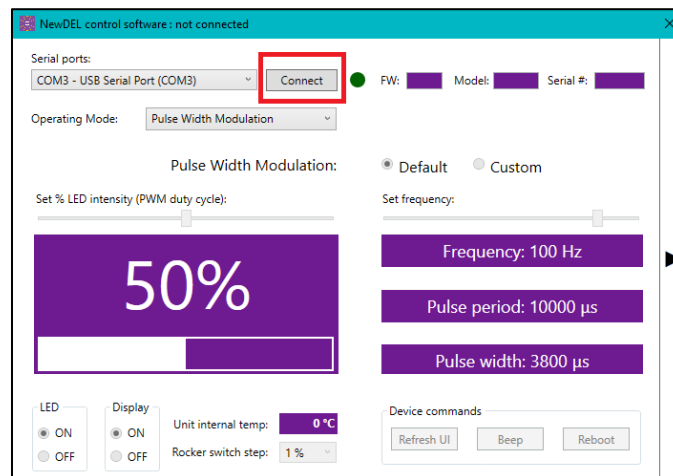 NewDEL control software : not connected
Serial ports:
COM3 - USB Serial Port (COM3) Connect FW: Model: Serial #:
Operating Mode: Pulse Width Modulation
Pulse Width Modulation: Default Custom
Set % LED intensity (PWM duty cycle): Set frequency:
50%
Frequency: 100 Hz
Pulse period: 10000 µs
Pulse width: 3800 µs
LED Display Device commands
ON ON Unit internal temp: 0 °C
Refresh UI Beep Reboot
OFF OFF Rocker switch step: 1 %